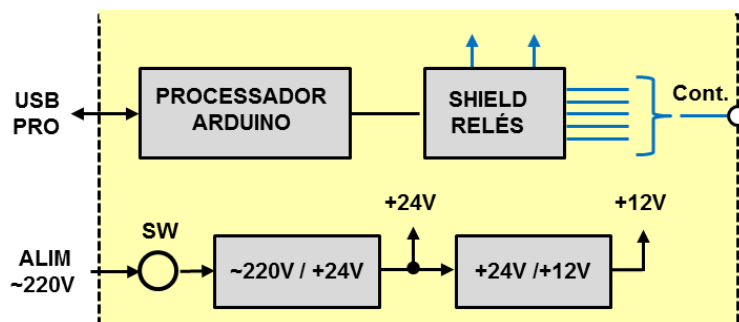 USB
PRO
PROCESSADOR
ARDUINO
SHIELD
RELÉS
Cont.
+24V
+12V
SW
ALIM
~220V
~220V / +24V
+24V /+12V